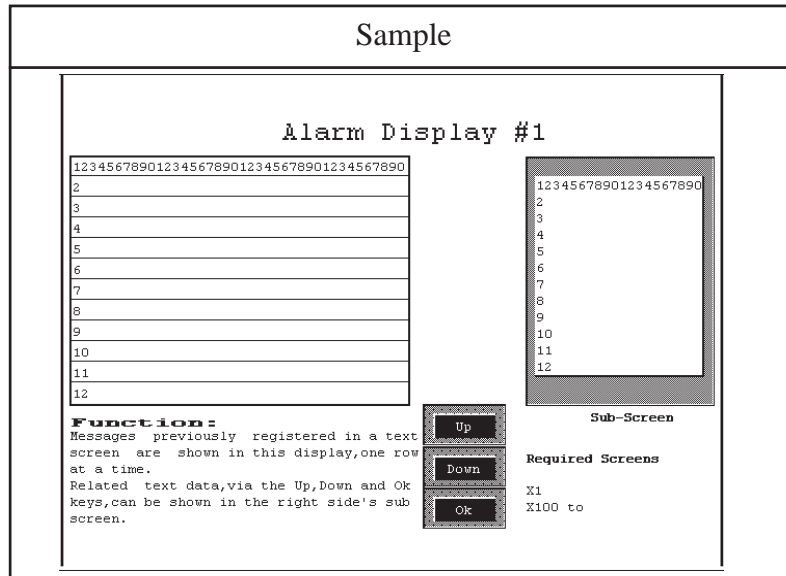 Sample
Alarm Display #1
1234567890123456789012345678901234567890
2
3
4
5
6
7
8
9
10
11
12
12345678901234567890
2
3
4
5
6
7
8
9
10
11
12
Sub-Screen
Function:
Messages previously registered in a text
screen are shown in this display,one row
at a time.
Related text data,via the Up,Down and Ok
keys,can be shown in the right side's sub
screen.
Up
Down
Ok
Required Screens
X1
X100 to